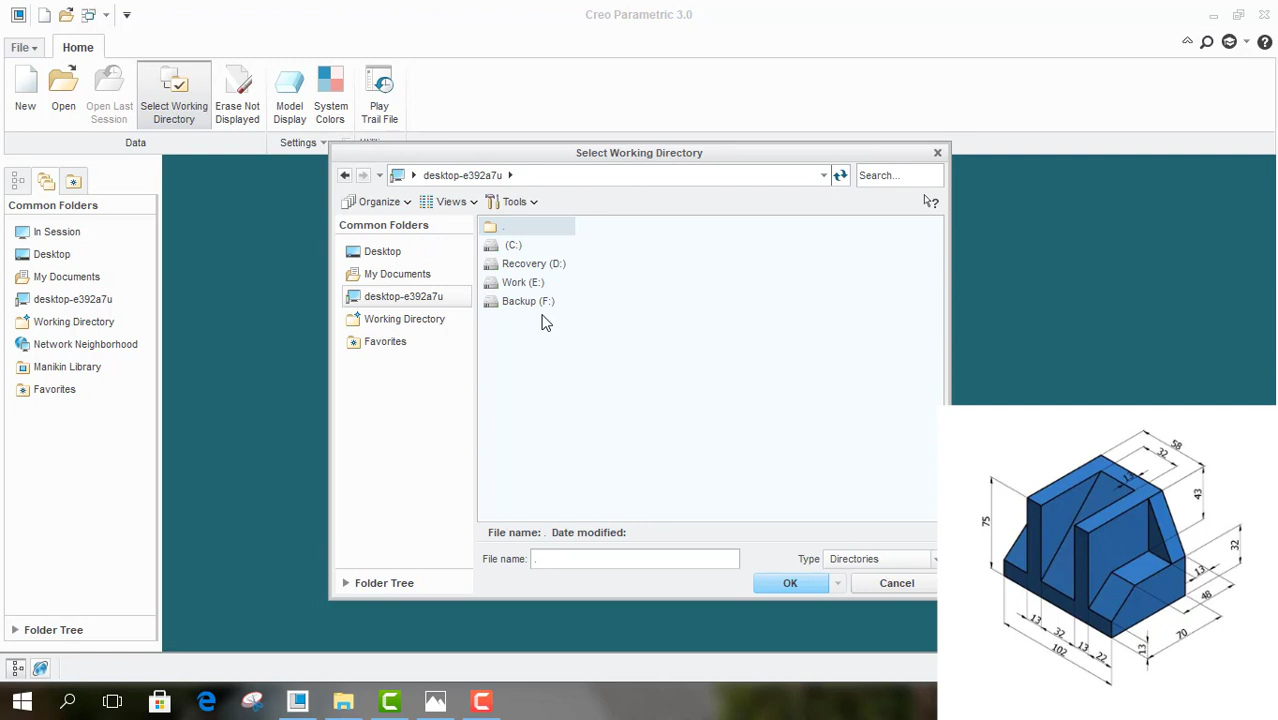 Creo Parametric 3.0
File
Home
New
Open
Open Last
Session
Select Working
Directory
Erase Not
Displayed
Model
Display
System
Colors
Play
Trail File
Data
Settings
Common Folders
In Session
Desktop
My Documents
desktop-e392a7u
Working Directory
Network Neighborhood
Manikin Library
Favorites
Folder Tree
Select Working Directory
desktop-e392a7u
Search...
Organize
Views
Tools
Common Folders
Desktop
My Documents
desktop-e392a7u
Working Directory
Favorites
Folder Tree
.
(C:)
Recovery (D:)
Work (E:)
Backup (F:)
File name: . Date modified:
File name:
.
Type
Directories
OK
Cancel
58
32
13
43
75
32
13
48
13
32
13
22
102
13
70